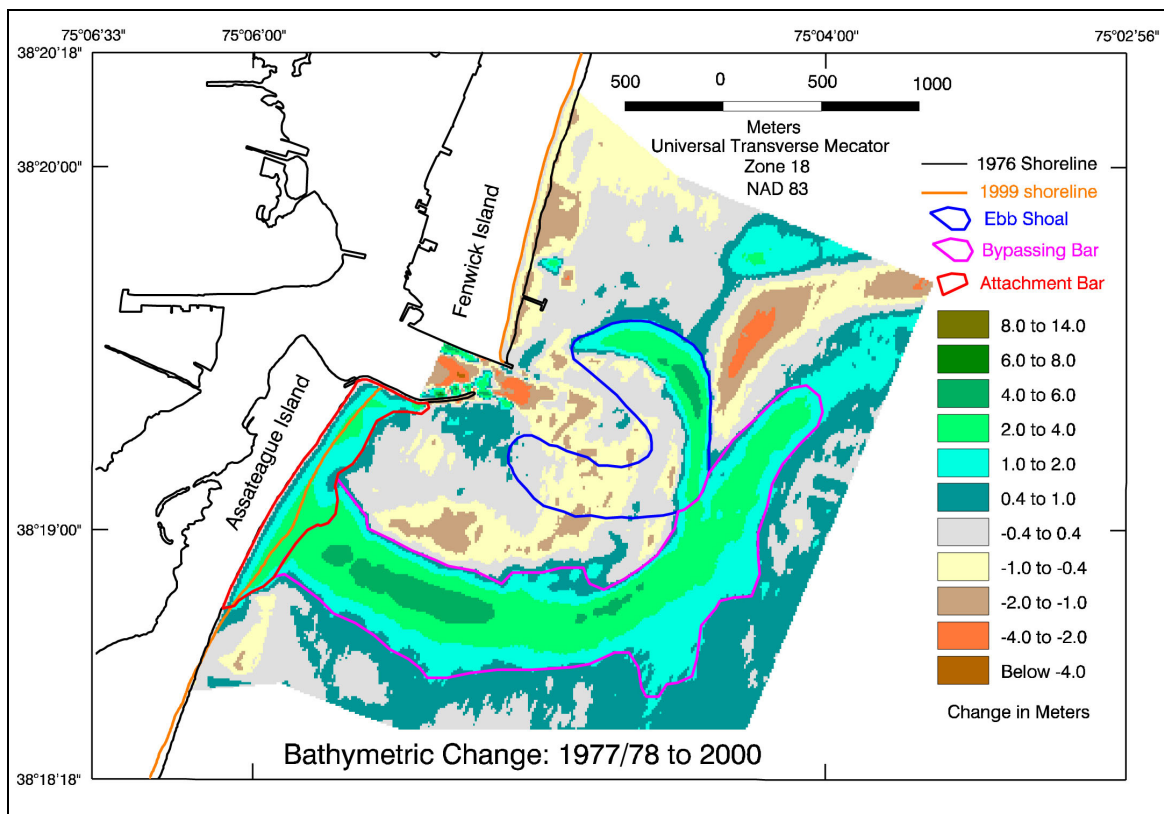 75°06'33"
75°06'00"
75°04'00"
75°02'56"
38°20'18"
500
0
500
1000
Meters
Universal Transverse Mecator
Zone 18
NAD 83
38°20'00"
1976 Shoreline
1999 shoreline
Ebb Shoal
Bypassing Bar
Attachment Bar
Fenwick Island
Assateague Island
8.0 to 14.0
6.0 to 8.0
4.0 to 6.0
2.0 to 4.0
1.0 to 2.0
0.4 to 1.0
-0.4 to 0.4
-1.0 to -0.4
-2.0 to -1.0
-4.0 to -2.0
Below -4.0
Change in Meters
38°19'00"
Bathymetric Change: 1977/78 to 2000
38°18'18"